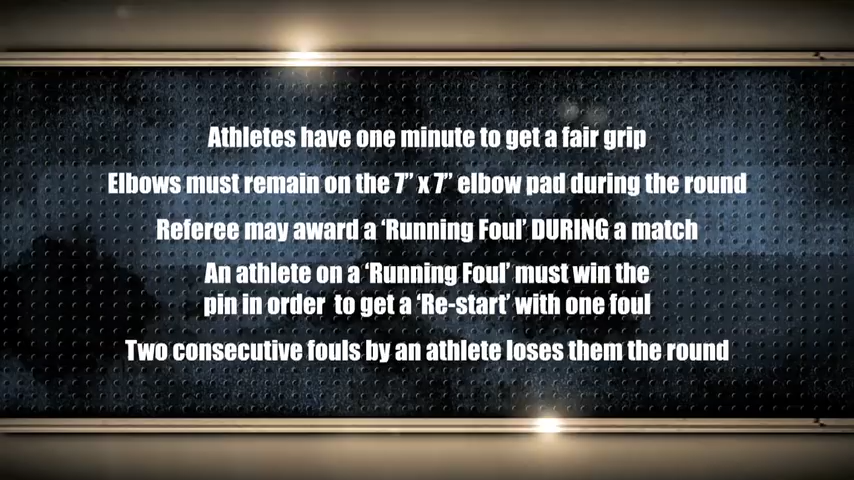 Athletes have one minute to get a fair grip
Elbows must remain on the 7” x 7” elbow pad during the round
Referee may award a ‘Running Foul’ DURING a match
An athlete on a ‘Running Foul’ must win the
pin in order to get a ‘Re-start’ with one foul
Two consecutive fouls by an athlete loses them the round